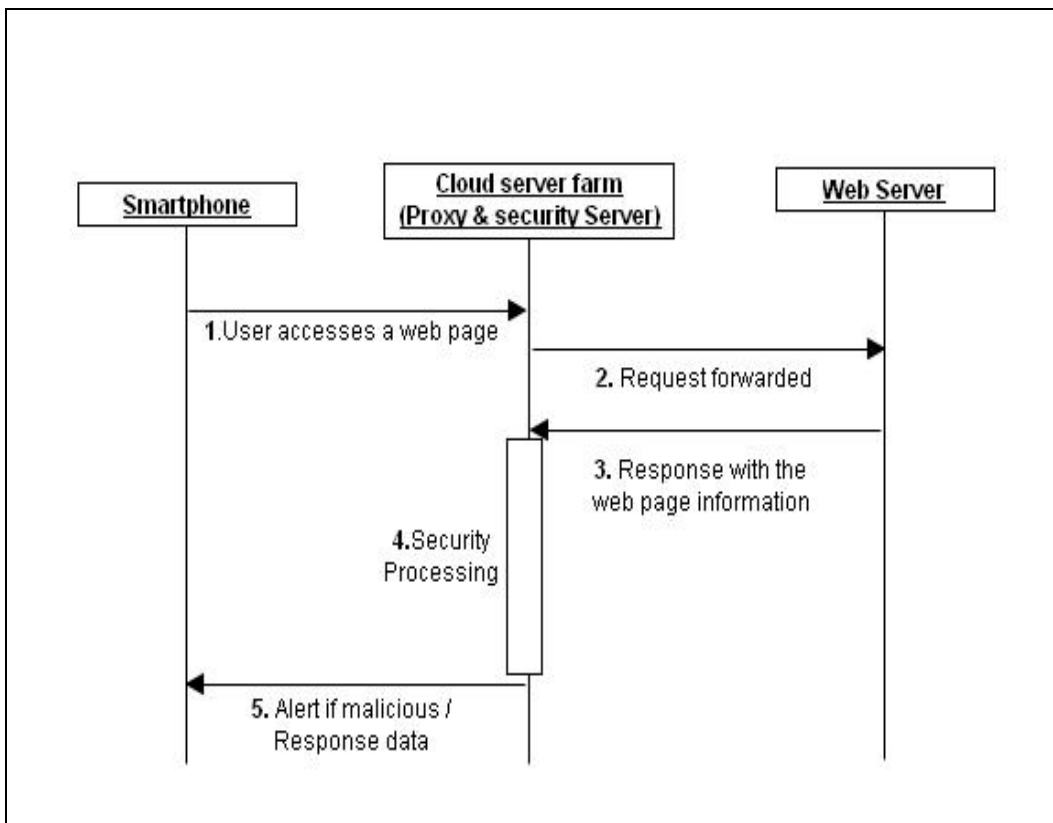 Smartphone
Cloud server farm
(Proxy & security Server)
Web Server
1.User accesses a web page
2. Request forwarded
3. Response with the
web page information
4.Security
Processing
5. Alert if malicious /
Response data